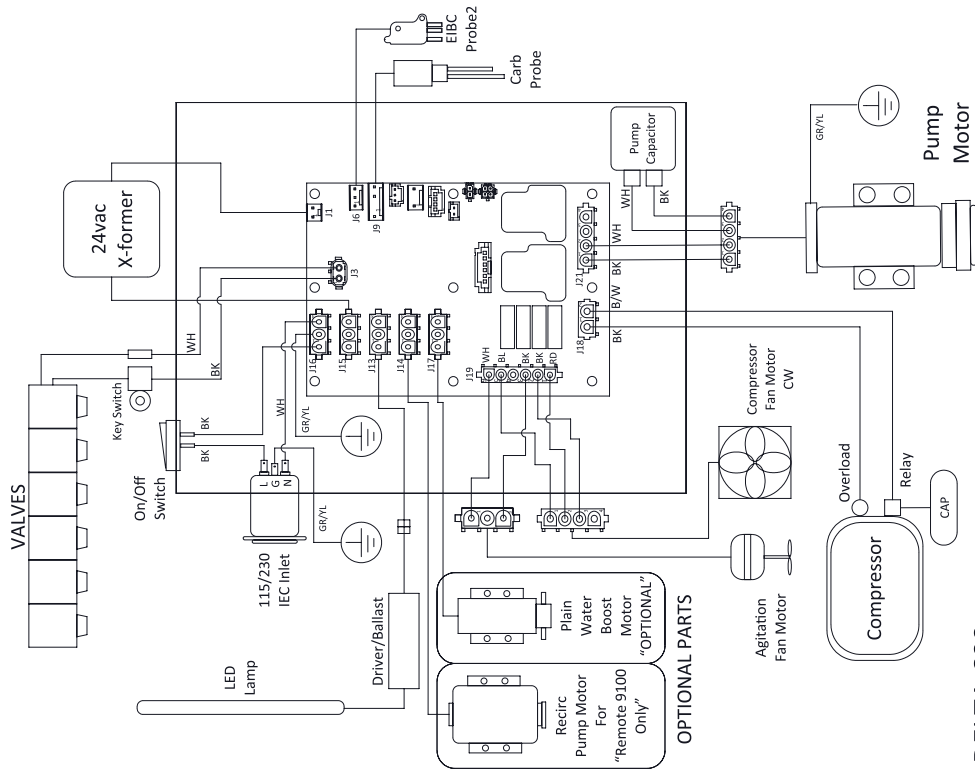 VALVES
24vac
X-former
Key Switch
On/Off
Switch
115/230
IEC Inlet
LED
Lamp
Driver/Ballast
EIBC
Probe2
Carb
Probe
WH
BK
BK
BK
WH
GR/YL
GR/YL
L
G
N
J1
J3
J6
J9
J16
J15
J13
J14
J17
J19
WH
BL
BK
BK
RD
J18
BK
B/W
J21
BK
WH
WH
BK
Pump
Capacitor
GR/YL
Pump
Motor
Recirc
Pump Motor
For
"Remote 9100
Only"
Plain
Water
Boost
Motor
"OPTIONAL"
OPTIONAL PARTS
Agitation
Fan Motor
Compressor
Fan Motor
CW
Overload
Relay
Compressor
CAP